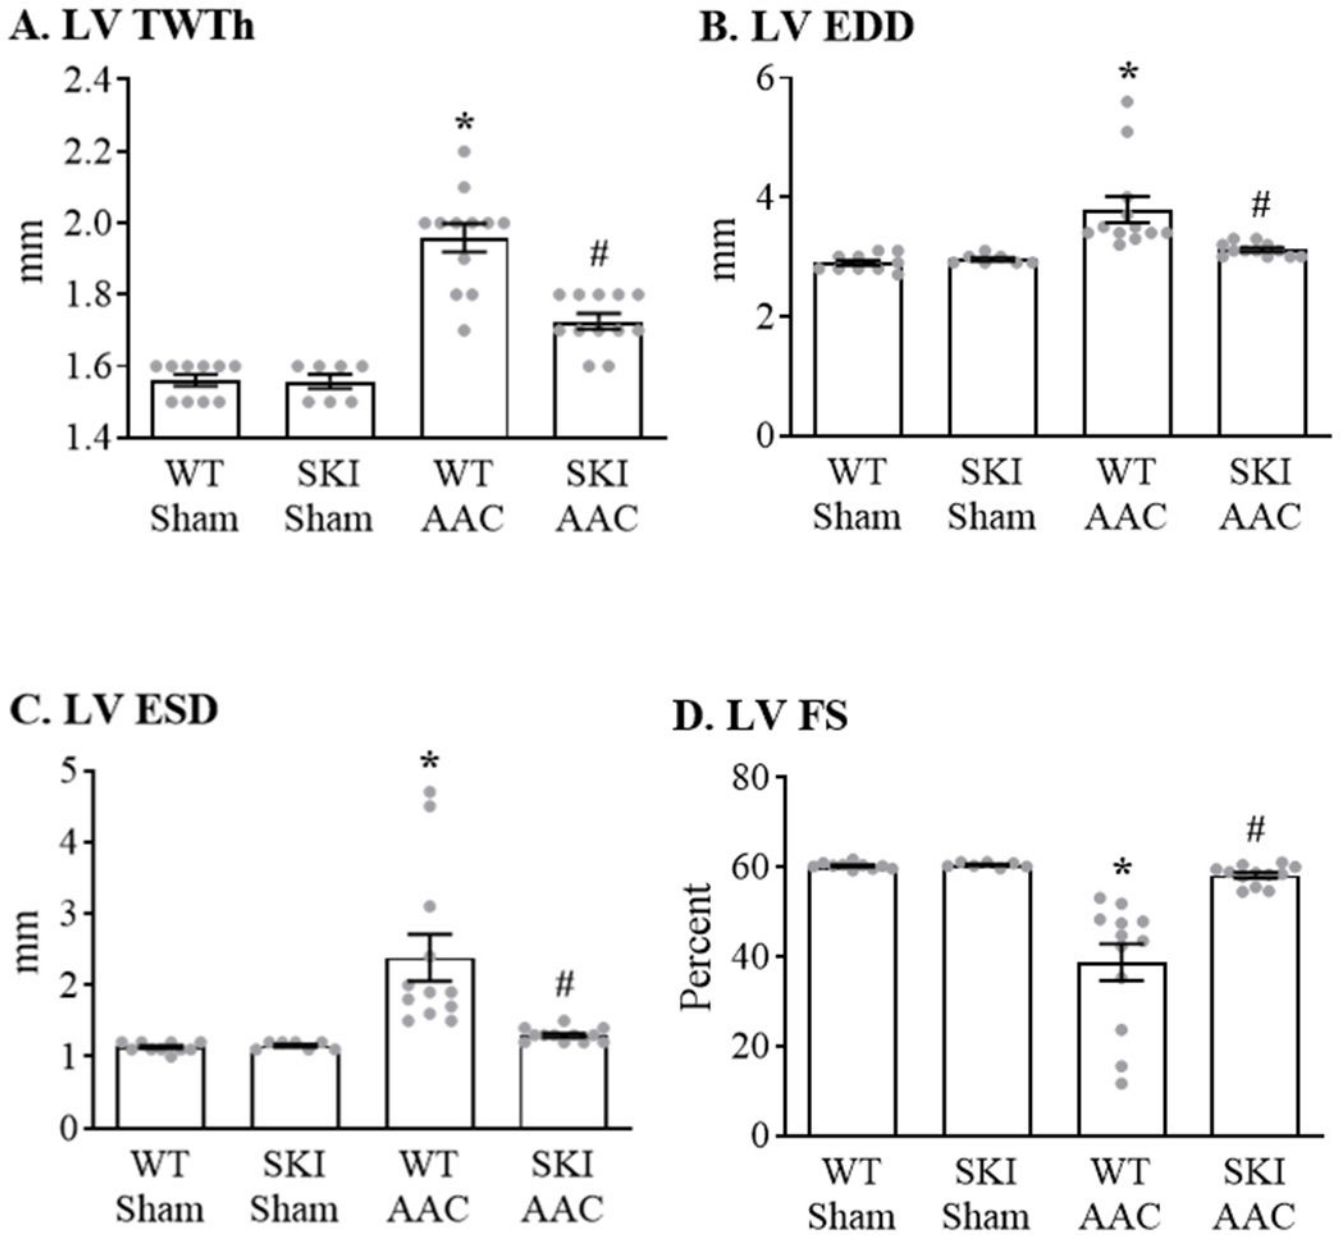 A. LV TWTh
mm
2.4
2.2
2.0
1.8
1.6
1.4
*
#
WT Sham
SKI Sham
WT AAC
SKI AAC
B. LV EDD
mm
6
4
2
0
*
#
WT Sham
SKI Sham
WT AAC
SKI AAC
C. LV ESD
mm
5
4
3
2
1
0
*
#
WT Sham
SKI Sham
WT AAC
SKI AAC
D. LV FS
Percent
80
60
40
20
0
*
#
WT Sham
SKI Sham
WT AAC
SKI AAC